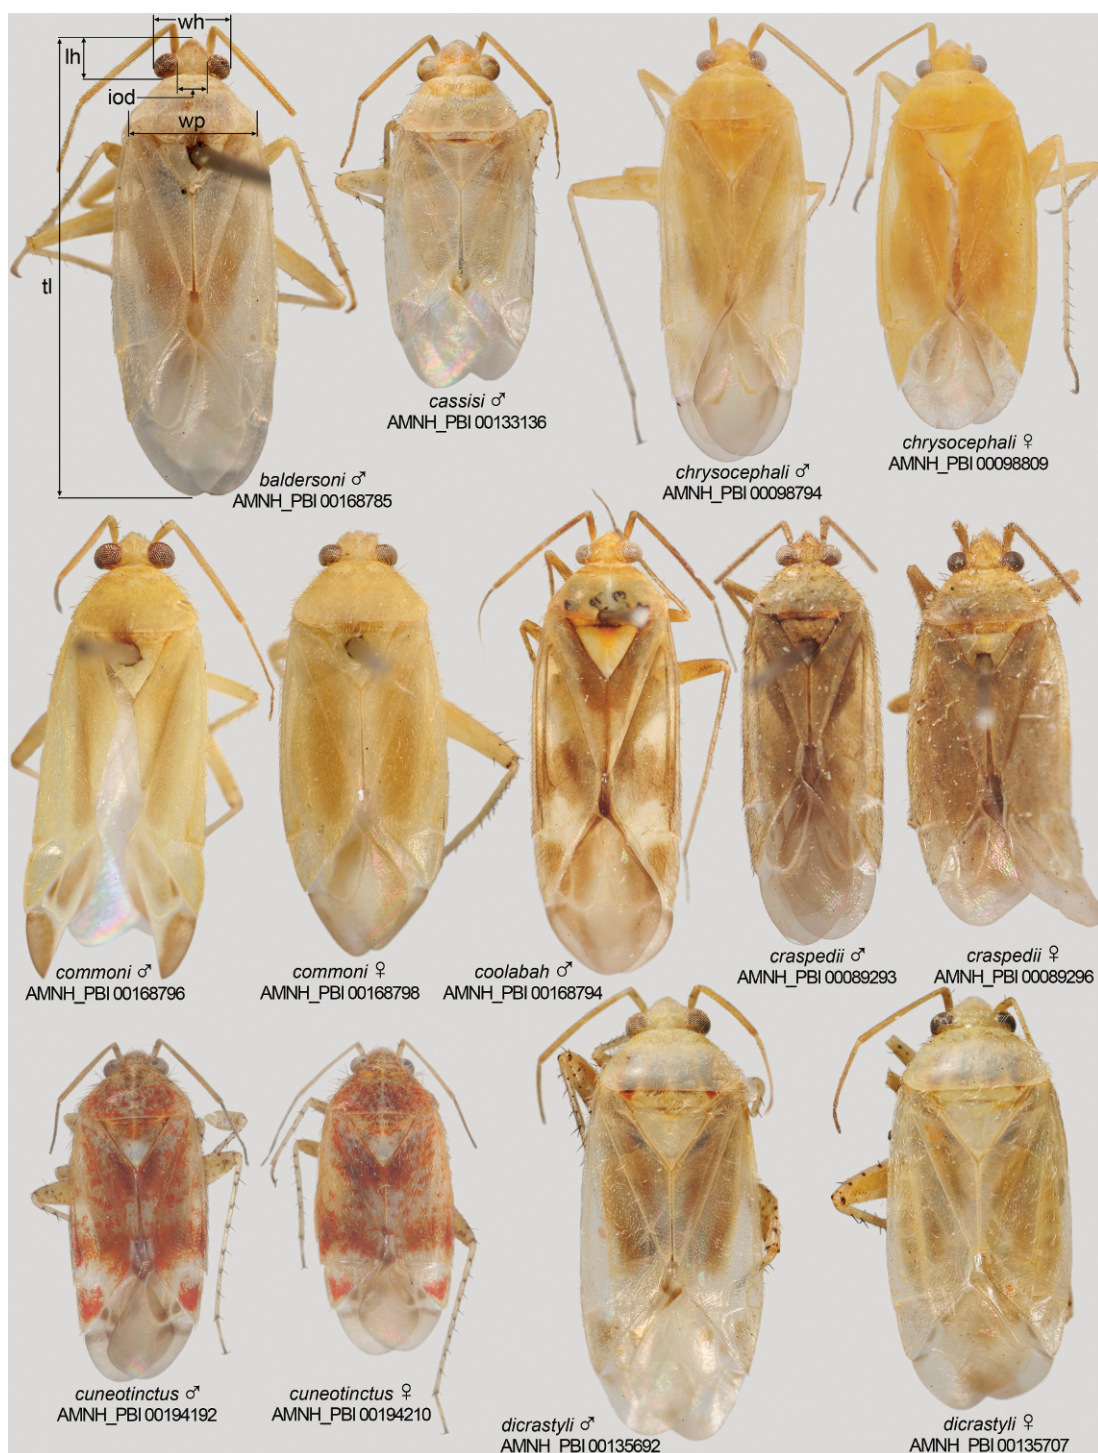 wh
lh
iod
wp
tl
baldersoni ♂
AMNH_PBI 00168785
cassisi ♂
AMNH_PBI 00133136
chrysocephali ♂
AMNH_PBI 00098794
chrysocephali ♀
AMNH_PBI 00098809
commoni ♂
AMNH_PBI 00168796
commoni ♀
AMNH_PBI 00168798
coolabah ♂
AMNH_PBI 00168794
craspedii ♂
AMNH_PBI 00089293
craspedii ♀
AMNH_PBI 00089296
cuneotinctus ♂
AMNH_PBI 00194192
cuneotinctus ♀
AMNH_PBI 00194210
dicrastyli ♂
AMNH_PBI 00135692
dicrastyli ♀
AMNH_PBI 00135707